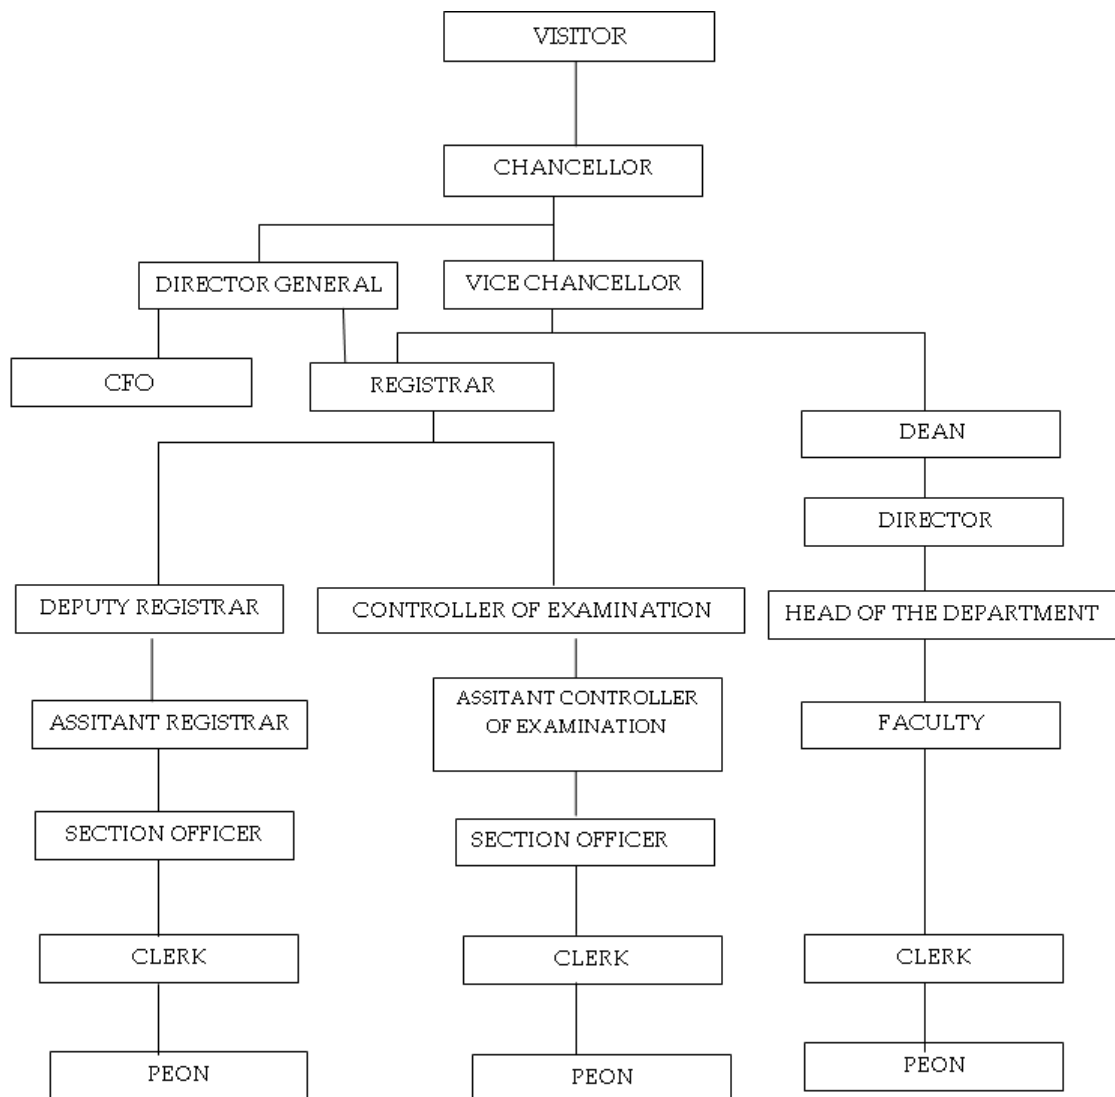 VISITOR
CHANCELLOR
DIRECTOR GENERAL
VICE CHANCELLOR
CFO
REGISTRAR
DEAN
DIRECTOR
DEPUTY REGISTRAR
CONTROLLER OF EXAMINATION
HEAD OF THE DEPARTMENT
ASSITANT REGISTRAR
ASSITANT CONTROLLER
OF EXAMINATION
FACULTY
SECTION OFFICER
SECTION OFFICER
CLERK
CLERK
CLERK
PEON
PEON
PEON